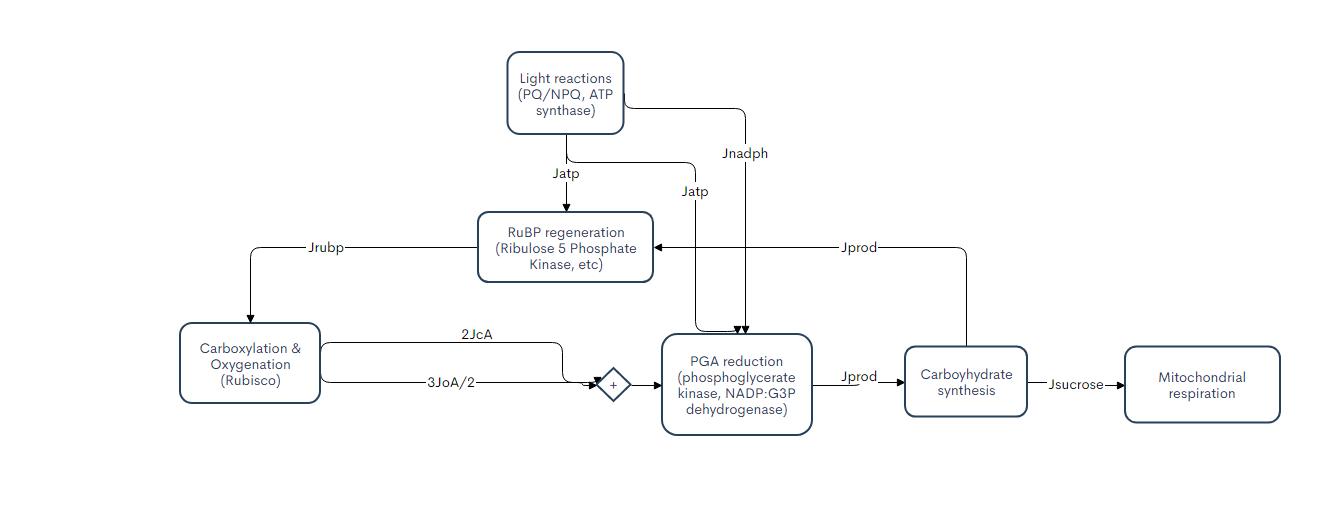 Light reactions
(PQ/NPQ, ATP
synthase)
Jnadph
Jatp
Jatp
RuBP regeneration
(Ribulose 5 Phosphate
Kinase, etc)
Jrubp
Jprod
2JcA
Carboxylation &
Oxygenation
(Rubisco)
3JoA/2
+
PGA reduction
(phosphoglycerate
kinase, NADP:G3P
dehydrogenase)
Jprod
Carboyhydrate
synthesis
Jsucrose
Mitochondrial
respiration